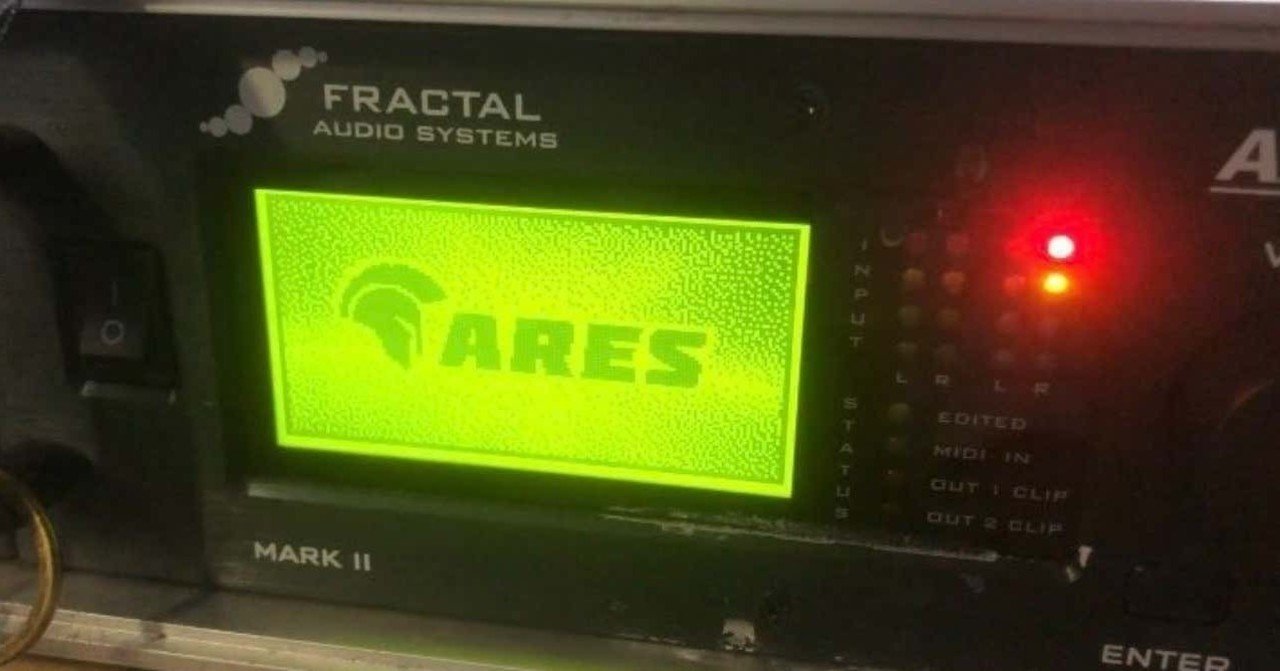 FRACTAL
AUDIO SYSTEMS
A
ARES
INPUT
L R L R
STATUS
EDITED
MIDI IN
OUT 1 CLIP
OUT 2 CLIP
MARK II
ENTER